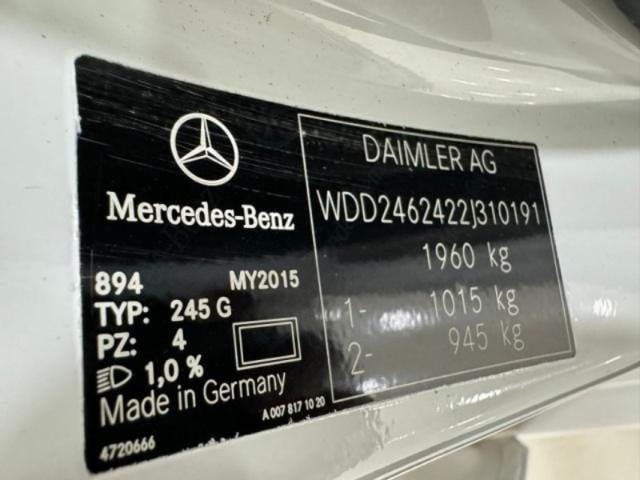 Mercedes-Benz
894 MY2015
TYP: 245 G
PZ: 4
1,0 %
Made in Germany
A 007 817 10 20
4720666
DAIMLER AG
WDD2462422J310191
1960 kg
1- 1015 kg
2- 945 kg